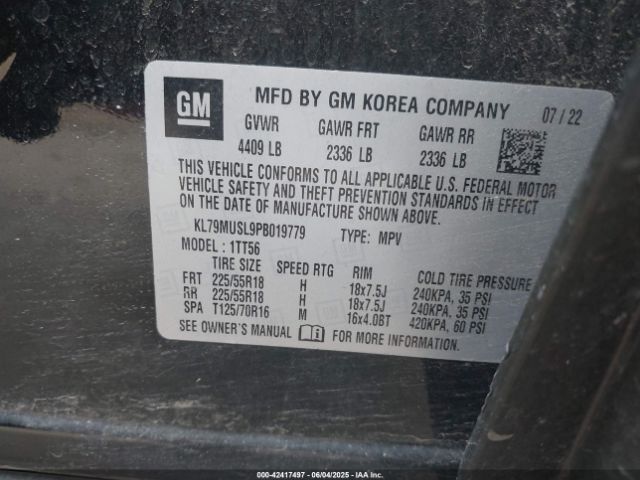 GM
MFD BY GM KOREA COMPANY 07 / 22
GVWR GAWR FRT GAWR RR
4409 LB 2336 LB 2336 LB
THIS VEHICLE CONFORMS TO ALL APPLICABLE U.S. FEDERAL MOTOR
VEHICLE SAFETY AND THEFT PREVENTION STANDARDS IN EFFECT
ON THE DATE OF MANUFACTURE SHOWN ABOVE.
KL79MUSL9PB019779 TYPE: MPV
MODEL : 1TT56
TIRE SIZE SPEED RTG RIM COLD TIRE PRESSURE
FRT 225/55R18 H 18x7.5J 240KPA, 35 PSI
RR 225/55R18 H 18x7.5J 240KPA, 35 PSI
SPA T125/70R16 M 16x4.0BT 420KPA, 60 PSI
SEE OWNER'S MANUAL FOR MORE INFORMATION.
000-42417497 - 06/04/2025 - IAA Inc.